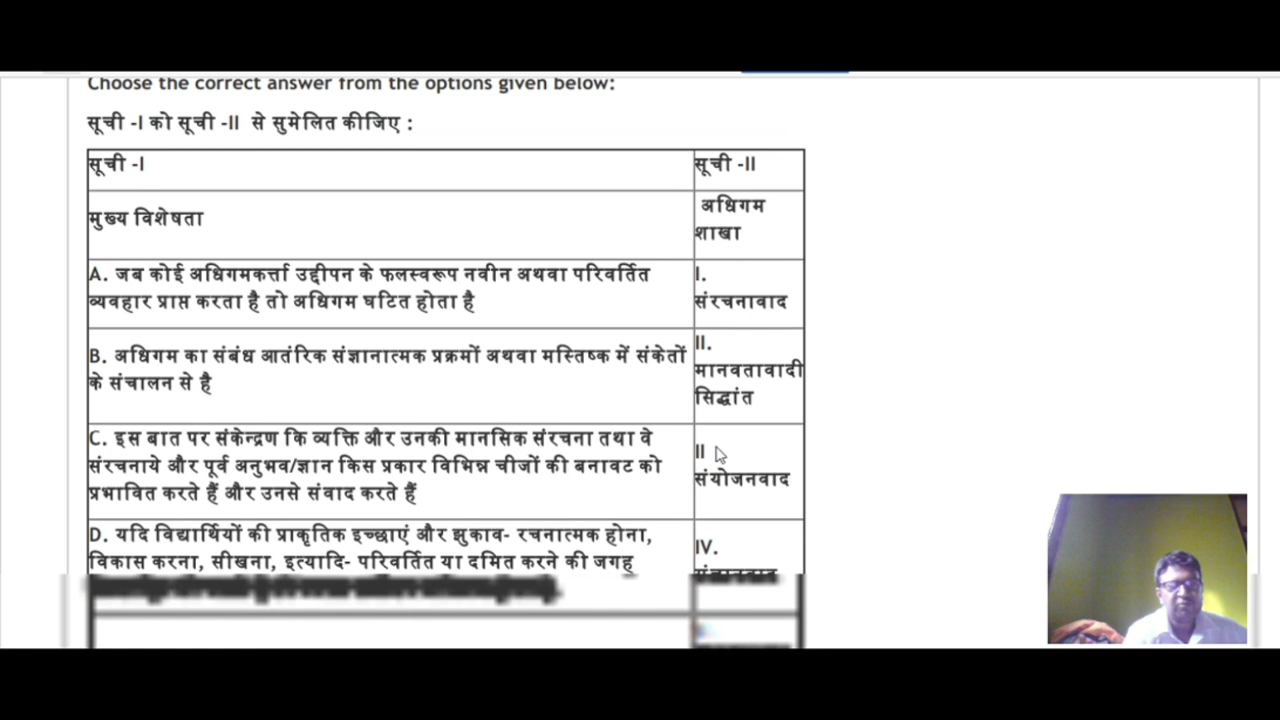 Choose the correct answer from the options given below:
सूची -I को सूची -II से सुमेलित कीजिए :
सूची -I
सूची -II
मुख्य विशेषता
अधिगम
शाखा
A. जब कोई अधिगमकर्त्ता उद्दीपन के फलस्वरूप नवीन अथवा परिवर्तित
व्यवहार प्राप्त करता है तो अधिगम घटित होता है
I.
संरचनावाद
B. अधिगम का संबंध आतंरिक संज्ञानात्मक प्रक्रमों अथवा मस्तिष्क में संकेतों
के संचालन से है
II.
मानवतावादी
सिद्धांत
C. इस बात पर संकेन्द्रण कि व्यक्ति और उनकी मानसिक संरचना तथा वे
संरचनाये और पूर्व अनुभव/ज्ञान किस प्रकार विभिन्न चीजों की बनावट को
प्रभावित करते हैं और उनसे संवाद करते हैं
II
संयोजनवाद
D. यदि विद्यार्थियों की प्राकृतिक इच्छाएं और झुकाव- रचनात्मक होना,
विकास करना, सीखना, इत्यादि- परिवर्तित या दमित करने की जगह
IV.